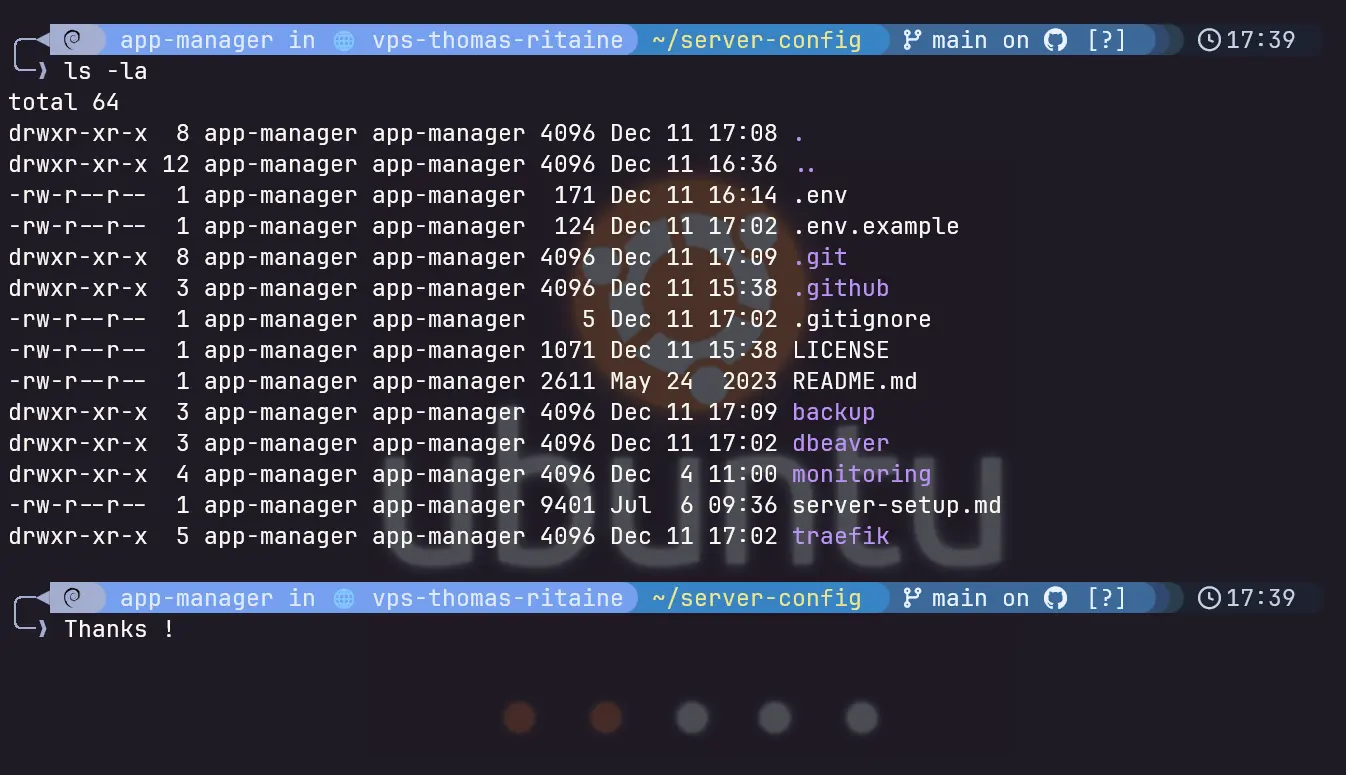 app-manager in vps-thomas-ritaine ~/server-config main on [?] 17:39
ls -la
total 64
drwxr-xr-x  8 app-manager app-manager 4096 Dec 11 17:08 .
drwxr-xr-x 12 app-manager app-manager 4096 Dec 11 16:36 ..
-rw-r--r--  1 app-manager app-manager  171 Dec 11 16:14 .env
-rw-r--r--  1 app-manager app-manager  124 Dec 11 17:02 .env.example
drwxr-xr-x  8 app-manager app-manager 4096 Dec 11 17:09 .git
drwxr-xr-x  3 app-manager app-manager 4096 Dec 11 15:38 .github
-rw-r--r--  1 app-manager app-manager    5 Dec 11 17:02 .gitignore
-rw-r--r--  1 app-manager app-manager 1071 Dec 11 15:38 LICENSE
-rw-r--r--  1 app-manager app-manager 2611 May 24  2023 README.md
drwxr-xr-x  3 app-manager app-manager 4096 Dec 11 17:09 backup
drwxr-xr-x  3 app-manager app-manager 4096 Dec 11 17:02 dbeaver
drwxr-xr-x  4 app-manager app-manager 4096 Dec  4 11:00 monitoring
-rw-r--r--  1 app-manager app-manager 9401 Jul  6 09:36 server-setup.md
drwxr-xr-x  5 app-manager app-manager 4096 Dec 11 17:02 traefik
ubuntu
app-manager in vps-thomas-ritaine ~/server-config main on [?] 17:39
Thanks !